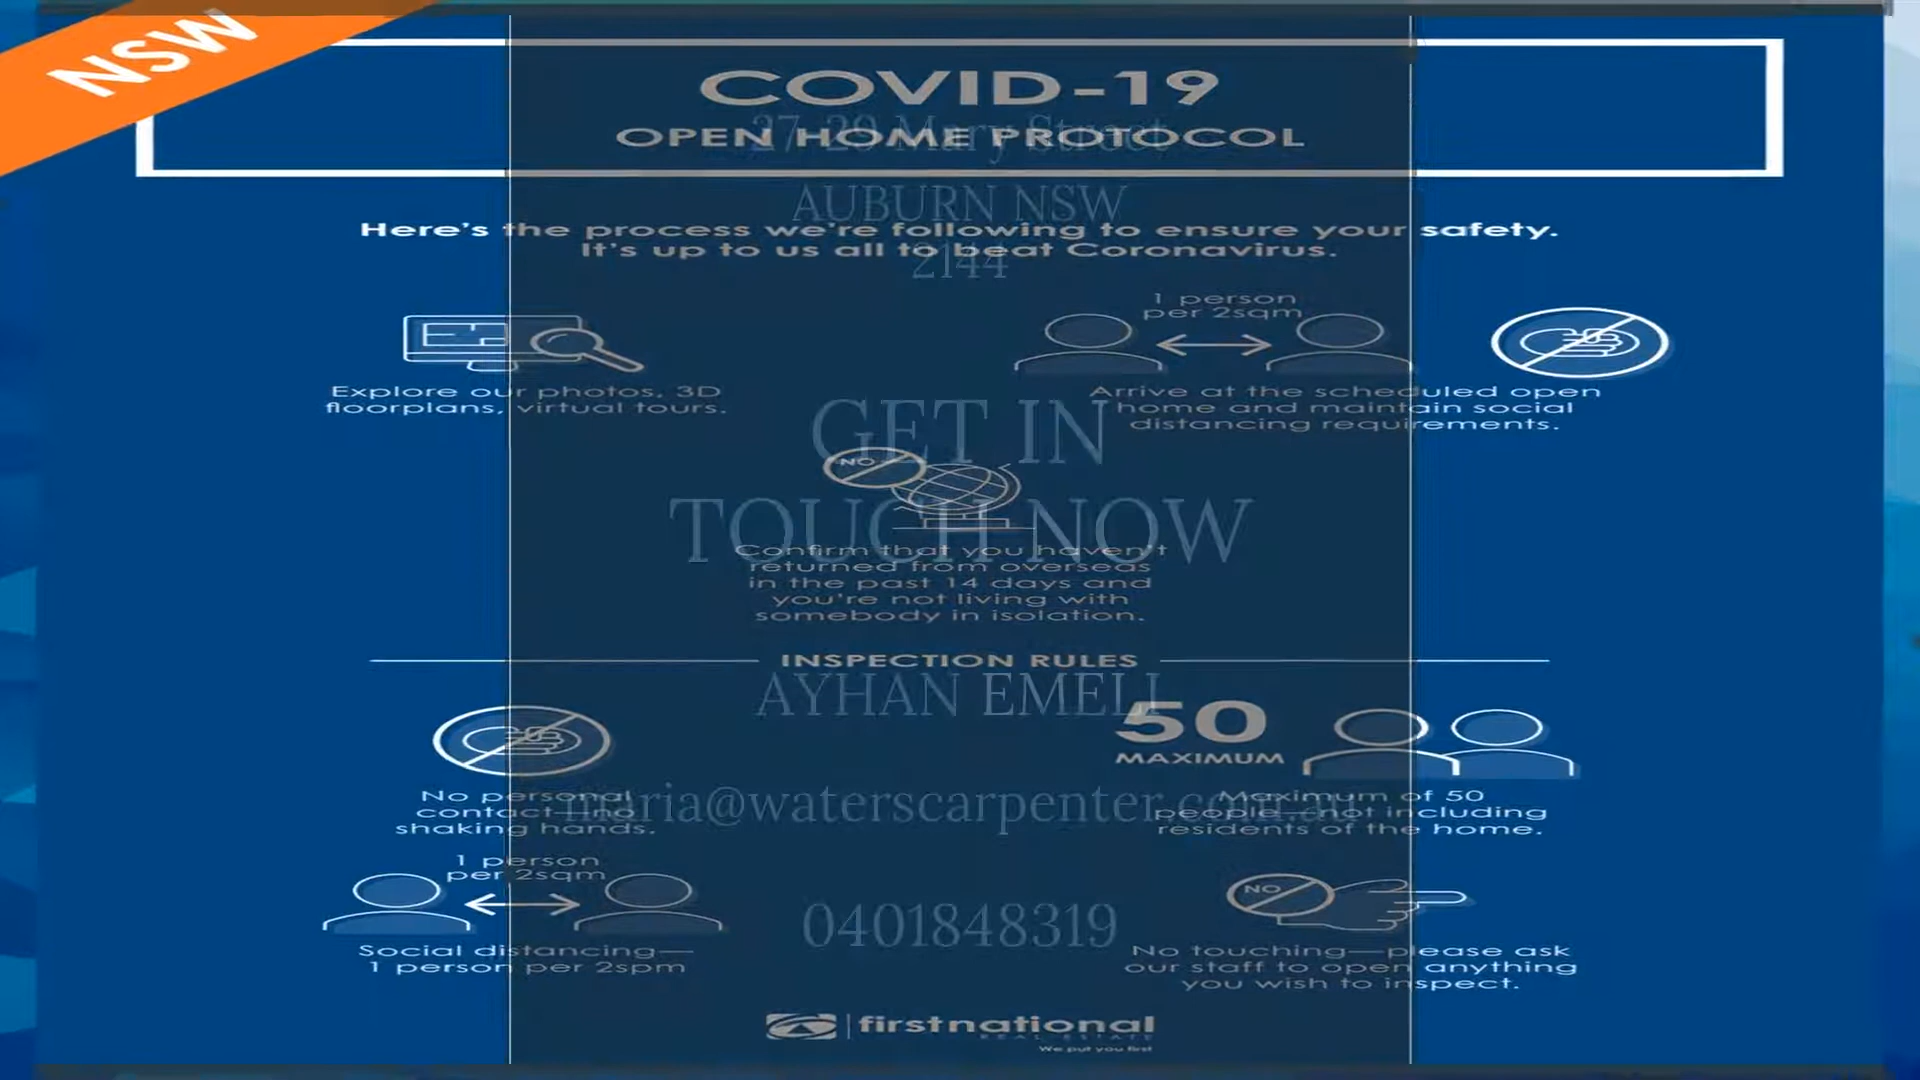 NSW
COVID-19
27-29 Mary Street
OPEN HOME PROTOCOL
AUBURN NSW
Here's the process we're following to ensure your safety.
It's up to us all to beat Coronavirus.
2144
1 person
per 2sqm
Explore our photos, 3D
floorplans, virtual tours.
Arrive at the scheduled open
home and maintain social
distancing requirements.
GET IN
NO
TOUCH NOW
Confirm that you haven't
returned from overseas
in the past 14 days and
you're not living with
somebody in isolation.
INSPECTION RULES
AYHAN EMELI
50
MAXIMUM
No personal
contact—no
shaking hands.
maria@waterscarpenter.com.au
Maximum of 50
people—not including
residents of the home.
1 person
per 2sqm
NO
0401848319
Social distancing—
1 person per 2spm
No touching—please ask
our staff to open anything
you wish to inspect.
firstnational
REAL ESTATE
We put you first